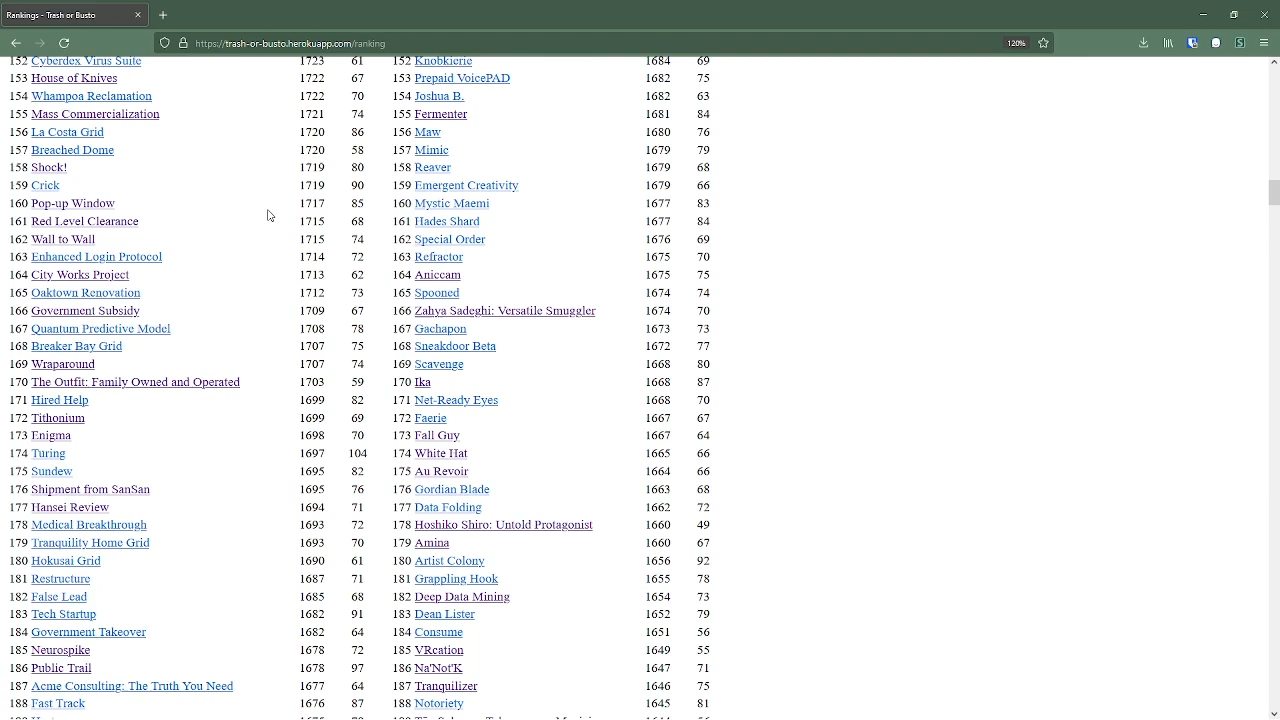 Rankings - Trash or Busto
https://trash-or-busto.herokuapp.com/ranking
120%
152 Cyberdex Virus Suite 1723 61 152 Knobkierie 1684 69
153 House of Knives 1722 67 153 Prepaid VoicePAD 1682 75
154 Whampoa Reclamation 1722 70 154 Joshua B. 1682 63
155 Mass Commercialization 1721 74 155 Fermenter 1681 84
156 La Costa Grid 1720 86 156 Maw 1680 76
157 Breached Dome 1720 58 157 Mimic 1679 79
158 Shock! 1719 80 158 Reaver 1679 68
159 Crick 1719 90 159 Emergent Creativity 1679 66
160 Pop-up Window 1717 85 160 Mystic Maemi 1677 83
161 Red Level Clearance 1715 68 161 Hades Shard 1677 84
162 Wall to Wall 1715 74 162 Special Order 1676 69
163 Enhanced Login Protocol 1714 72 163 Refractor 1675 70
164 City Works Project 1713 62 164 Aniccam 1675 75
165 Oaktown Renovation 1712 73 165 Spooned 1674 74
166 Government Subsidy 1709 67 166 Zahya Sadeghi: Versatile Smuggler 1674 70
167 Quantum Predictive Model 1708 78 167 Gachapon 1673 73
168 Breaker Bay Grid 1707 75 168 Sneakdoor Beta 1672 77
169 Wraparound 1707 74 169 Scavenge 1668 80
170 The Outfit: Family Owned and Operated 1703 59 170 Ika 1668 87
171 Hired Help 1699 82 171 Net-Ready Eyes 1668 70
172 Tithonium 1699 69 172 Faerie 1667 67
173 Enigma 1698 70 173 Fall Guy 1667 64
174 Turing 1697 104 174 White Hat 1665 66
175 Sundew 1695 82 175 Au Revoir 1664 66
176 Shipment from SanSan 1695 76 176 Gordian Blade 1663 68
177 Hansei Review 1694 71 177 Data Folding 1662 72
178 Medical Breakthrough 1693 72 178 Hoshiko Shiro: Untold Protagonist 1660 49
179 Tranquility Home Grid 1693 70 179 Amina 1660 67
180 Hokusai Grid 1690 61 180 Artist Colony 1656 92
181 Restructure 1687 71 181 Grappling Hook 1655 78
182 False Lead 1685 68 182 Deep Data Mining 1654 73
183 Tech Startup 1682 91 183 Dean Lister 1652 79
184 Government Takeover 1682 64 184 Consume 1651 56
185 Neurospike 1678 72 185 VRcation 1649 55
186 Public Trail 1678 97 186 Na'Not'K 1647 71
187 Acme Consulting: The Truth You Need 1677 64 187 Tranquilizer 1646 75
188 Fast Track 1676 87 188 Notoriety 1645 81